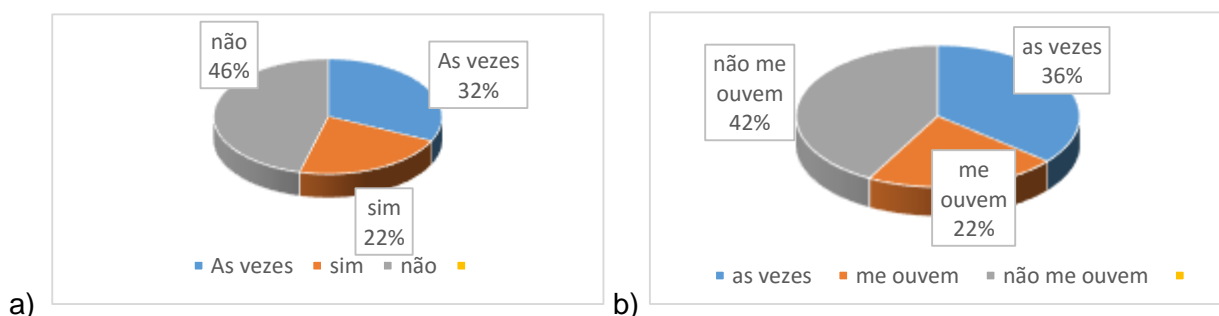 não
46%
As vezes
32%
sim
22%
As vezes sim não
a)
as vezes
36%
não me
ouvem
42%
me
ouvem
22%
as vezes me ouvem não me ouvem
b)